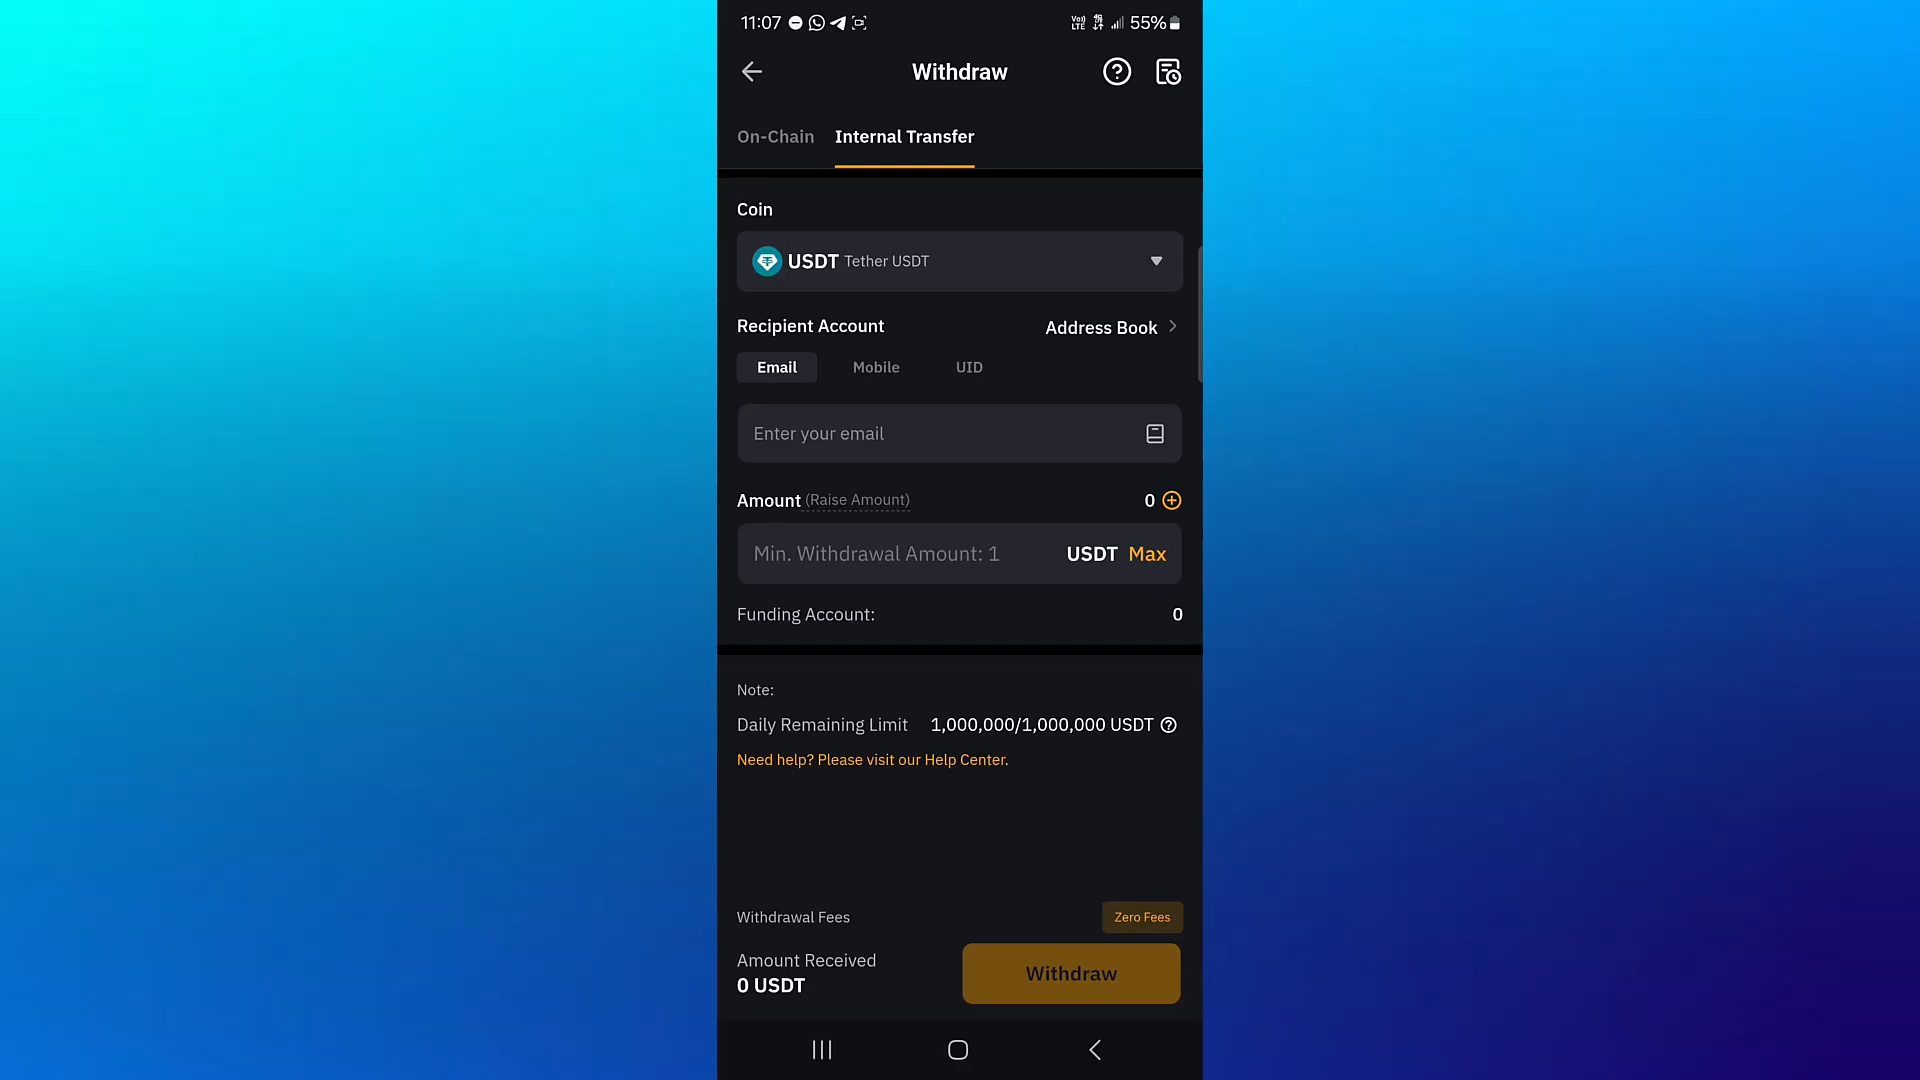 11:07 55%
Withdraw
On-Chain Internal Transfer
Coin
USDT Tether USDT
Recipient Account Address Book
Email Mobile UID
Enter your email
Amount (Raise Amount) 0
Min. Withdrawal Amount: 1 USDT Max
Funding Account: 0
Note:
Daily Remaining Limit 1,000,000/1,000,000 USDT
Need help? Please visit our Help Center.
Withdrawal Fees Zero Fees
Amount Received
0 USDT
Withdraw